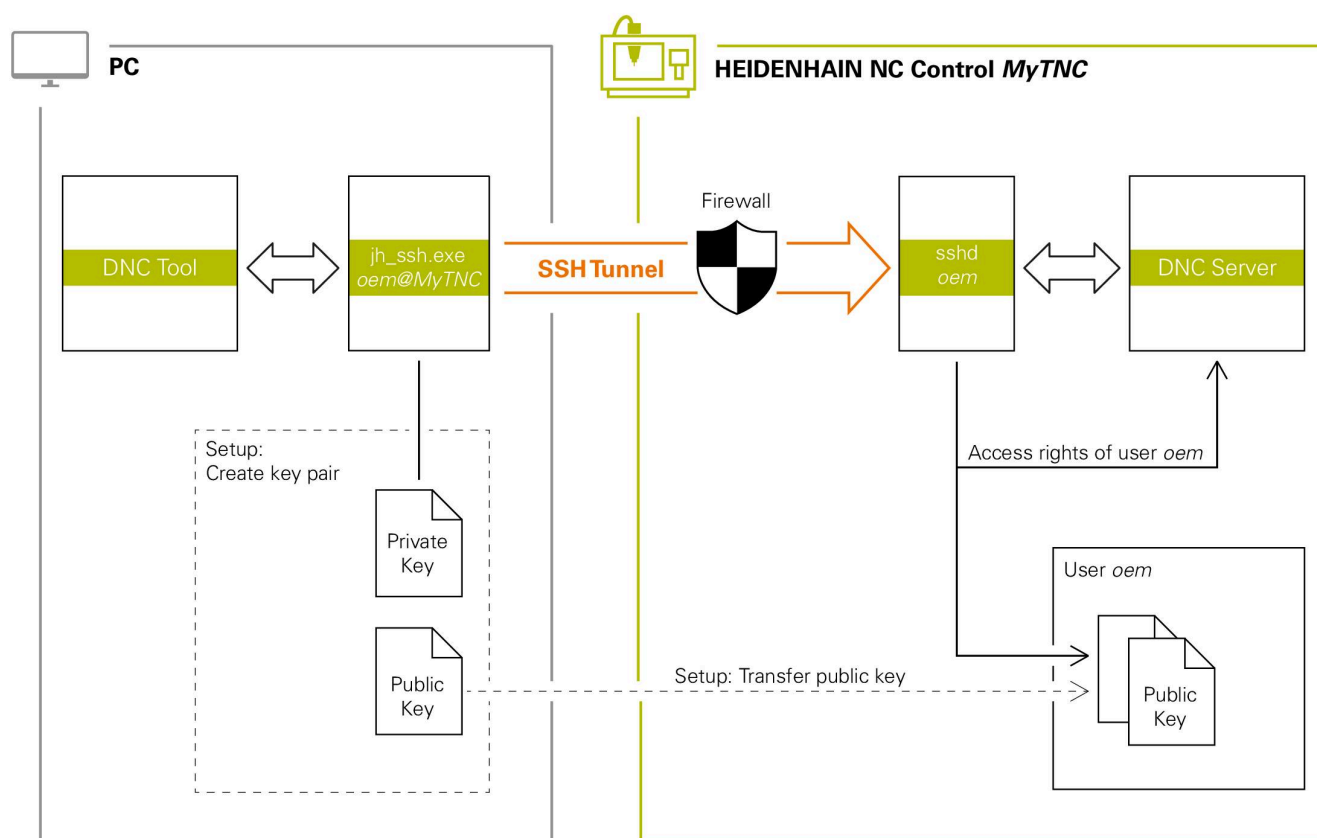 PC
HEIDENHAIN NC Control MyTNC
DNC Tool
jh_ssh.exe
oem@MyTNC
SSH Tunnel
Firewall
sshd
oem
DNC Server
Setup:
Create key pair
Private
Key
Public
Key
Access rights of user oem
Setup: Transfer public key
User oem
Public
Key